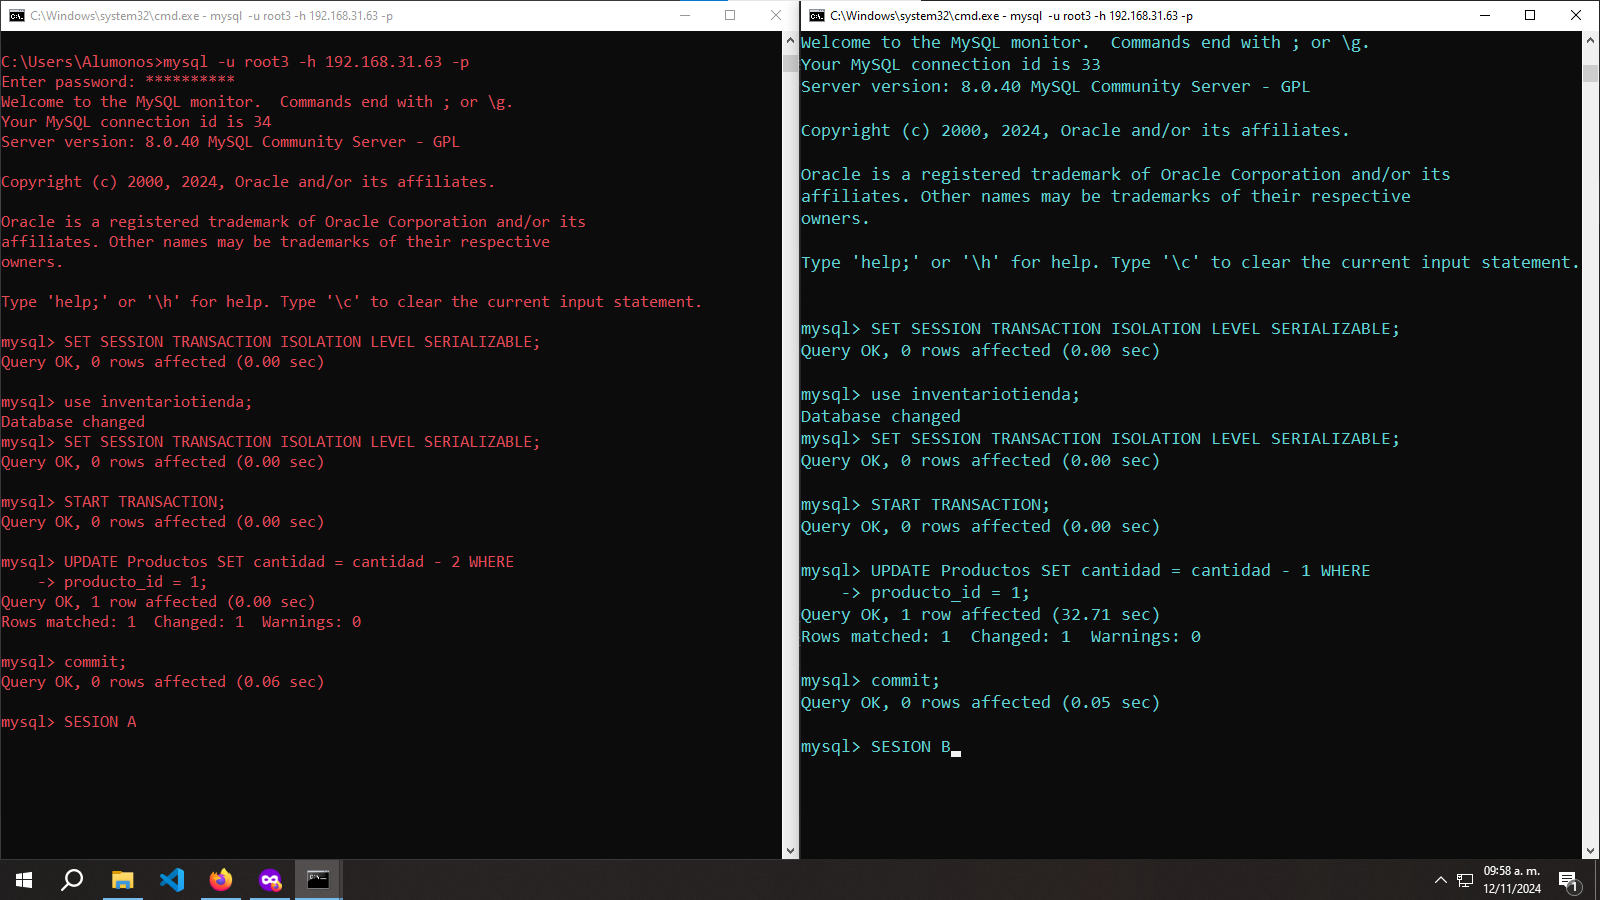 C:\Windows\system32\cmd.exe - mysql -u root3 -h 192.168.31.63 -p
C:\Users\Alumonos>mysql -u root3 -h 192.168.31.63 -p
Enter password: **********
Welcome to the MySQL monitor.  Commands end with ; or \g.
Your MySQL connection id is 34
Server version: 8.0.40 MySQL Community Server - GPL
Copyright (c) 2000, 2024, Oracle and/or its affiliates.
Oracle is a registered trademark of Oracle Corporation and/or its
affiliates. Other names may be trademarks of their respective
owners.
Type 'help;' or '\h' for help. Type '\c' to clear the current input statement.
mysql> SET SESSION TRANSACTION ISOLATION LEVEL SERIALIZABLE;
Query OK, 0 rows affected (0.00 sec)
mysql> use inventariotienda;
Database changed
mysql> SET SESSION TRANSACTION ISOLATION LEVEL SERIALIZABLE;
Query OK, 0 rows affected (0.00 sec)
mysql> START TRANSACTION;
Query OK, 0 rows affected (0.00 sec)
mysql> UPDATE Productos SET cantidad = cantidad - 2 WHERE
    -> producto_id = 1;
Query OK, 1 row affected (0.00 sec)
Rows matched: 1  Changed: 1  Warnings: 0
mysql> commit;
Query OK, 0 rows affected (0.06 sec)
mysql> SESION A
C:\Windows\system32\cmd.exe - mysql -u root3 -h 192.168.31.63 -p
Welcome to the MySQL monitor.  Commands end with ; or \g.
Your MySQL connection id is 33
Server version: 8.0.40 MySQL Community Server - GPL
Copyright (c) 2000, 2024, Oracle and/or its affiliates.
Oracle is a registered trademark of Oracle Corporation and/or its
affiliates. Other names may be trademarks of their respective
owners.
Type 'help;' or '\h' for help. Type '\c' to clear the current input statement.
mysql> SET SESSION TRANSACTION ISOLATION LEVEL SERIALIZABLE;
Query OK, 0 rows affected (0.00 sec)
mysql> use inventariotienda;
Database changed
mysql> SET SESSION TRANSACTION ISOLATION LEVEL SERIALIZABLE;
Query OK, 0 rows affected (0.00 sec)
mysql> START TRANSACTION;
Query OK, 0 rows affected (0.00 sec)
mysql> UPDATE Productos SET cantidad = cantidad - 1 WHERE
    -> producto_id = 1;
Query OK, 1 row affected (32.71 sec)
Rows matched: 1  Changed: 1  Warnings: 0
mysql> commit;
Query OK, 0 rows affected (0.05 sec)
mysql> SESION B
09:58 a. m.
12/11/2024
1